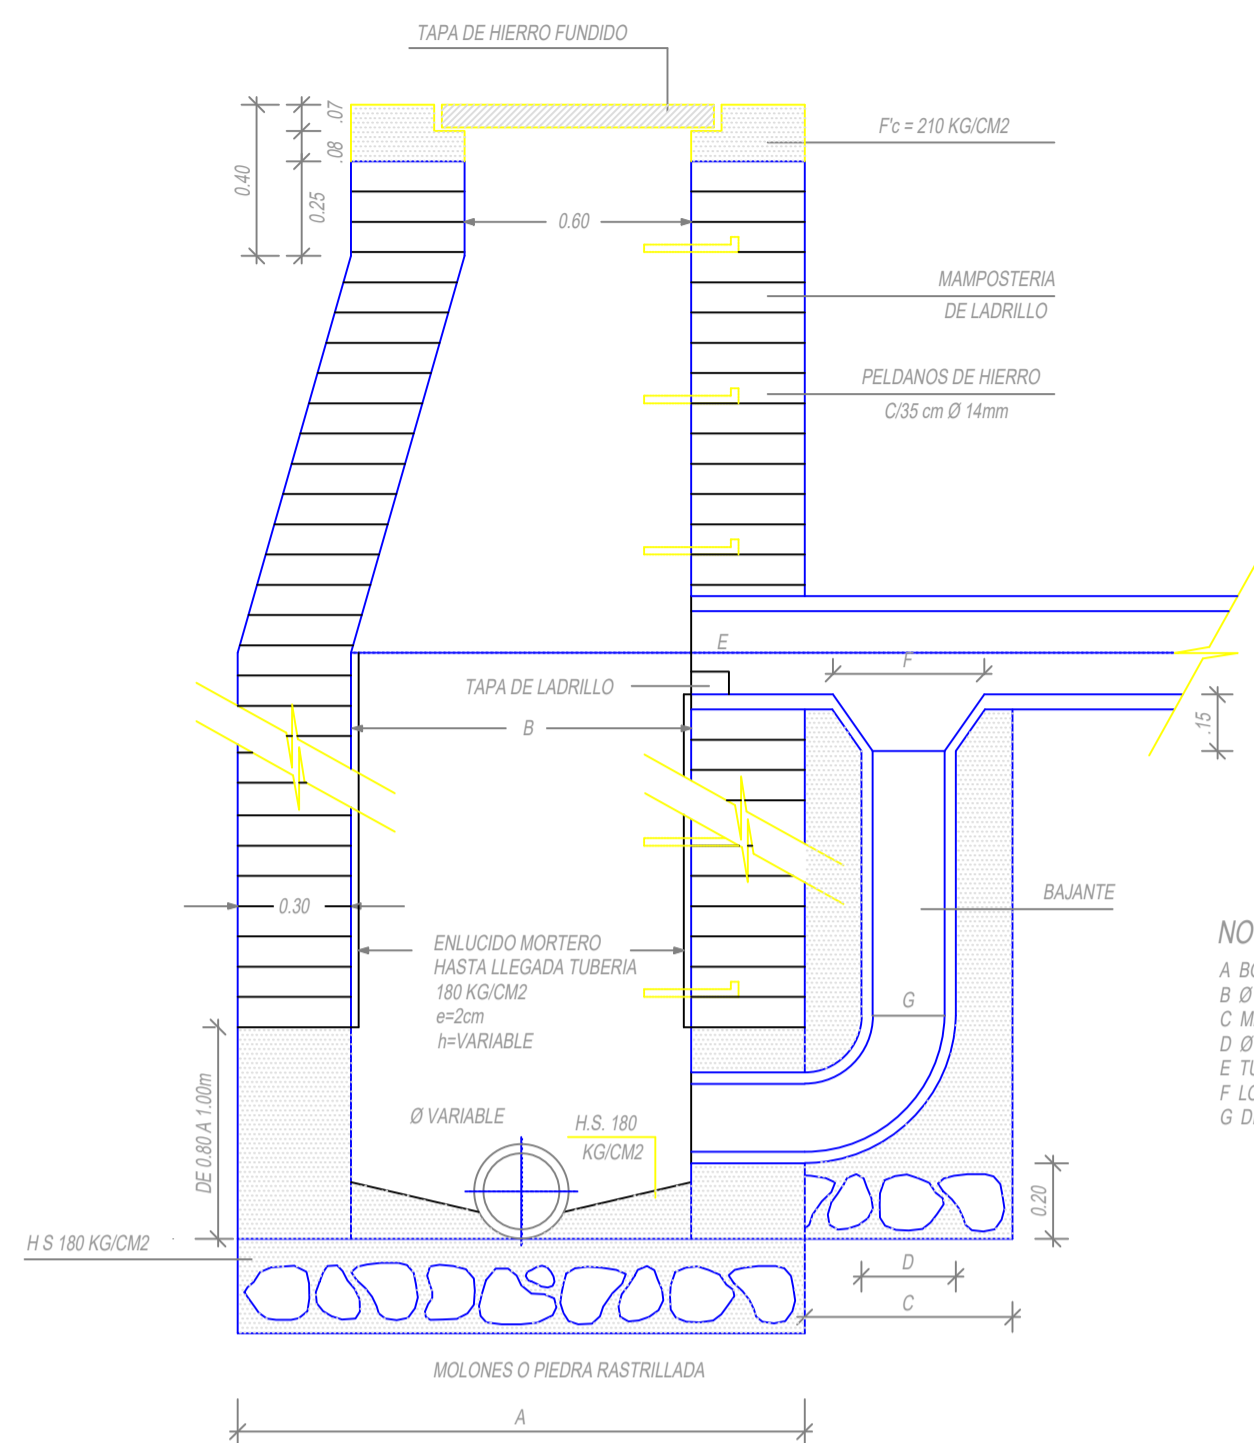 TAPA DE HIERRO FUNDIDO
.07
.08
0.40
0.25
F'c = 210 KG/CM2
0.60
MAMPOSTERIA
DE LADRILLO
PELDANOS DE HIERRO
C/35 cm Ø 14mm
E
F
TAPA DE LADRILLO
B
.15
0.30
BAJANTE
ENLUCIDO MORTERO
HASTA LLEGADA TUBERIA
180 KG/CM2
e=2cm
h=VARIABLE
G
NO
A BO
B Ø
C M
D Ø
E TU
F LO
G D
DE 0.80 A 1.00m
Ø VARIABLE
H.S. 180
KG/CM2
0.20
H S 180 KG/CM2
D
C
MOLONES O PIEDRA RASTRILLADA
A